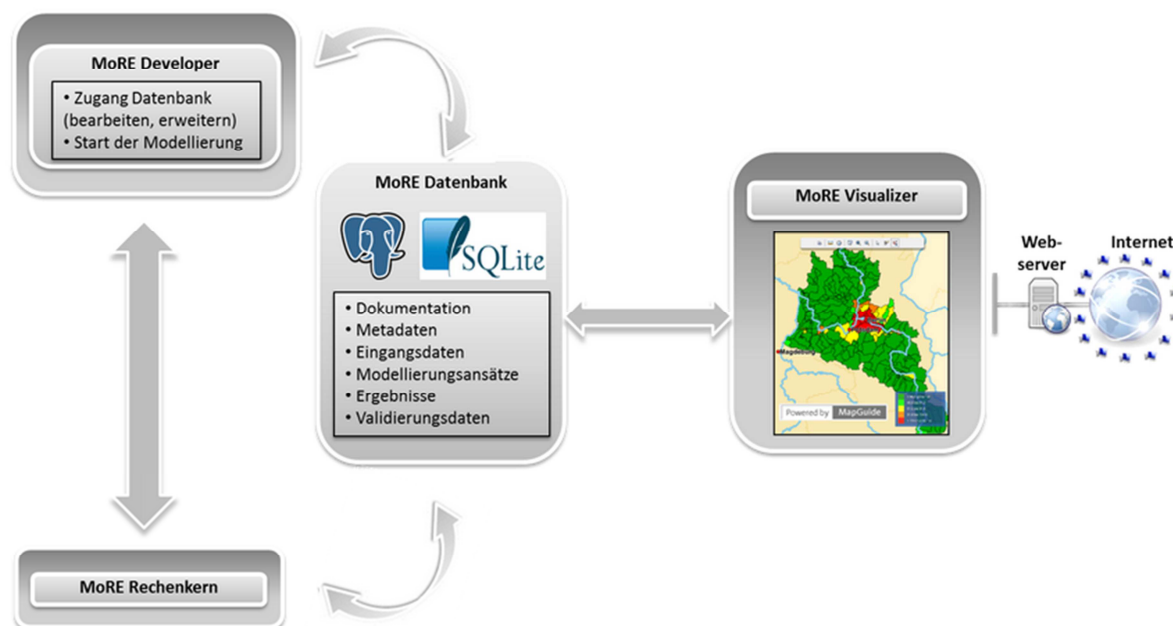 MoRE Developer
• Zugang Datenbank
(bearbeiten, erweitern)
• Start der Modellierung
MoRE Datenbank
SQLite
• Dokumentation
• Metadaten
• Eingangsdaten
• Modellierungsansätze
• Ergebnisse
• Validierungsdaten
MoRE Rechenkern
MoRE Visualizer
Magdeburg
Powered by MapGuide
Web-
server
Internet